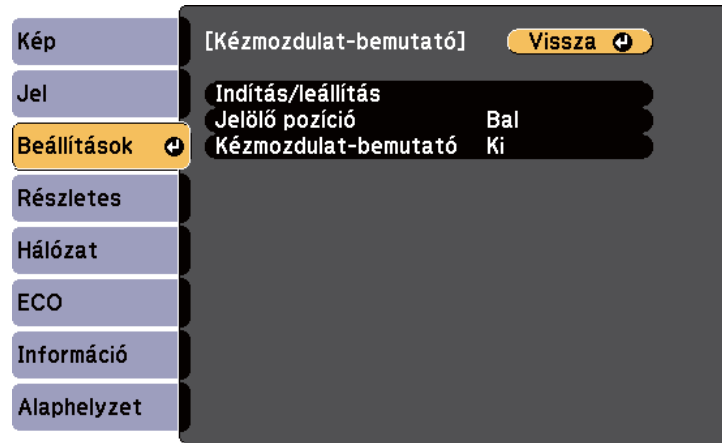 Kép
Jel
Beállítások
Részletes
Hálózat
ECO
Információ
Alaphelyzet
[Kézmozdulat-bemutató] Vissza
Indítás/leállítás
Jelölő pozíció Bal
Kézmozdulat-bemutató Ki